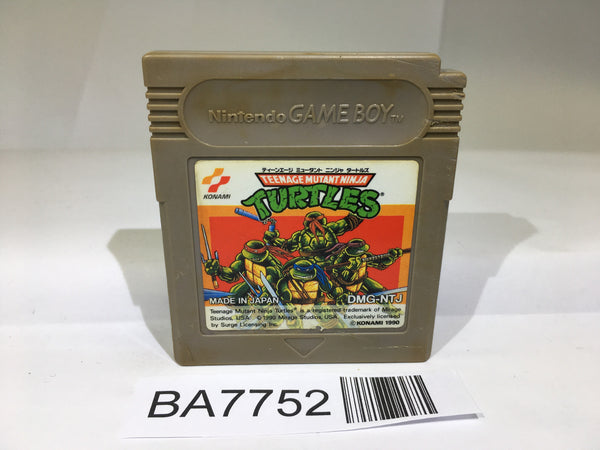 Nintendo GAME BOY TM
ティーンエージ ミュータント ニンジャ タートルズ
TEENAGE MUTANT NINJA
TURTLES®
KONAMI
MADE IN JAPAN
DMG-NTJ
Teenage Mutant Ninja Turtles® is a registered trademark of Mirage
Studios, USA. ©1990 Mirage Studios, USA. Exclusively licensed
by Surge Licensing Inc.
©KONAMI 1990
BA7752